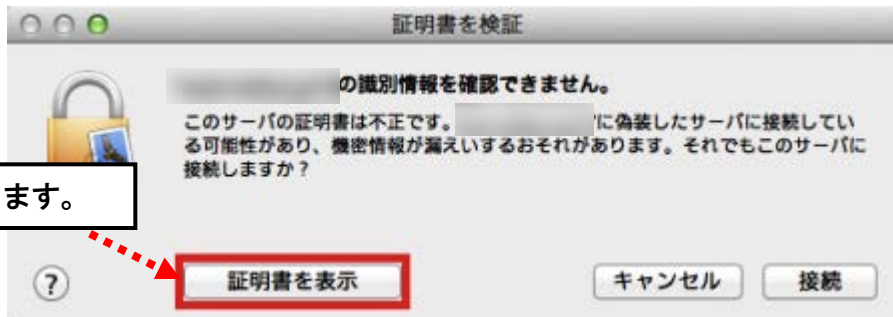 証明書を検証
の識別情報を確認できません。
このサーバの証明書は不正です。 "に偽装したサーバに接続してい
る可能性があり、機密情報が漏えいするおそれがあります。それでもこのサーバに
接続しますか？
ます。
?
証明書を表示
キャンセル
接続